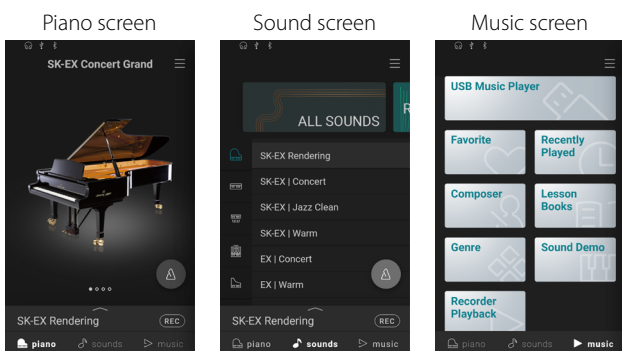 Piano screen
SK-EX Concert Grand
SK-EX Rendering
REC
piano
sounds
music
Sound screen
ALL SOUNDS
R
SK-EX Rendering
SK-EX | Concert
SK-EX | Jazz Clean
SK-EX | Warm
EX | Concert
EX | Warm
SK-EX Rendering
REC
piano
sounds
music
Music screen
USB Music Player
Favorite
Recently
Played
Composer
Lesson
Books
Genre
Sound Demo
Recorder
Playback
piano
sounds
music